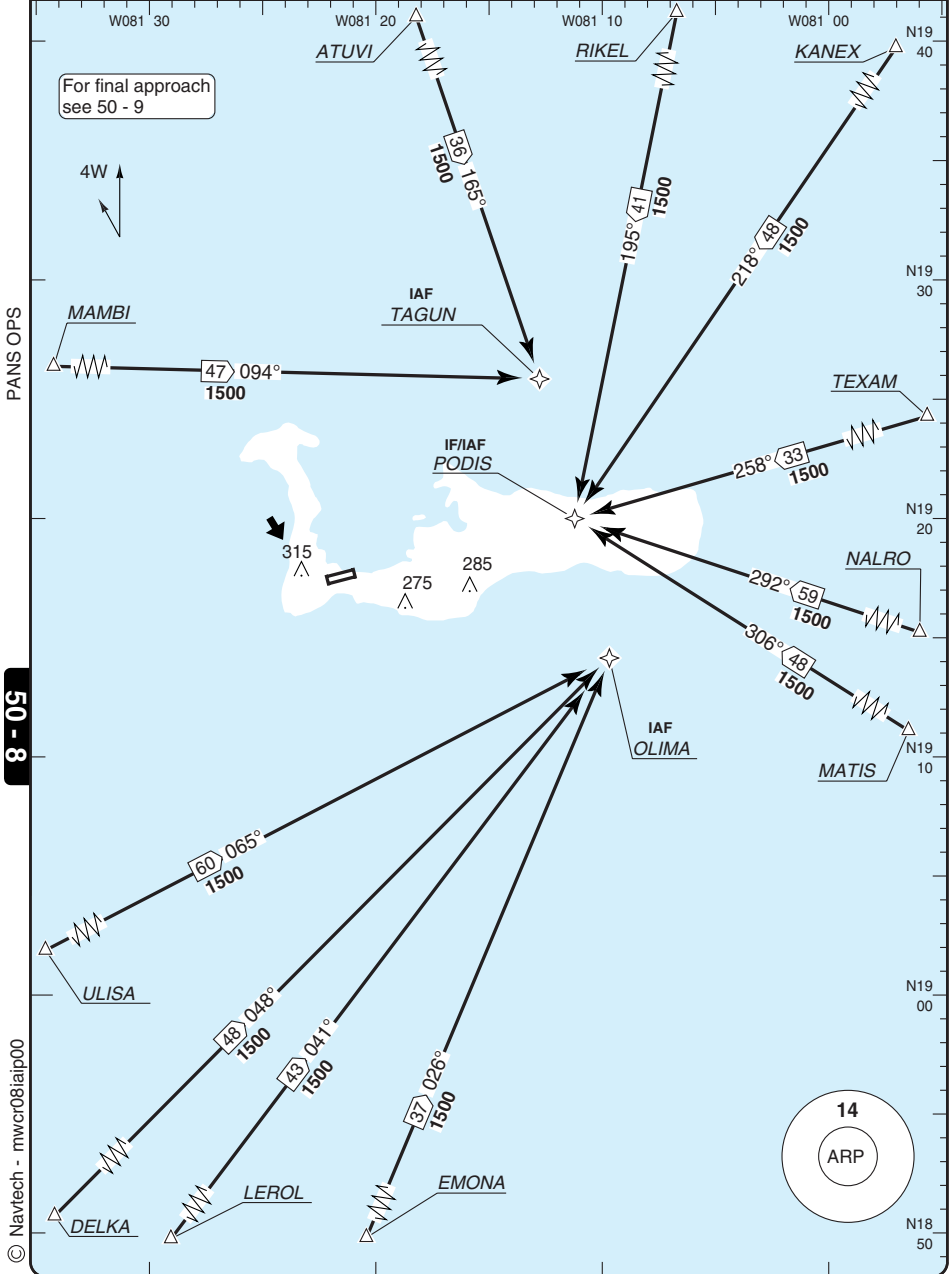 W081 30
W081 20
W081 10
W081 00
N19
40
ATUVI
RIKEL
KANEX
For final approach
see 50 - 9
4W
36 165°
1500
195° 41
1500
218° 48
1500
N19
30
PANS OPS
MAMBI
IAF
TAGUN
47 094°
1500
TEXAM
IF/IAF
PODIS
258° 33
1500
N19
20
315
275
285
NALRO
292° 59
1500
306° 48
1500
50 - 8
IAF
OLIMA
N19
10
MATIS
60 065°
1500
ULISA
N19
00
48 048°
1500
43 041°
1500
37 026°
1500
14
ARP
EMONA
LEROL
DELKA
N18
50
© Navtech - mwcr08iaip00